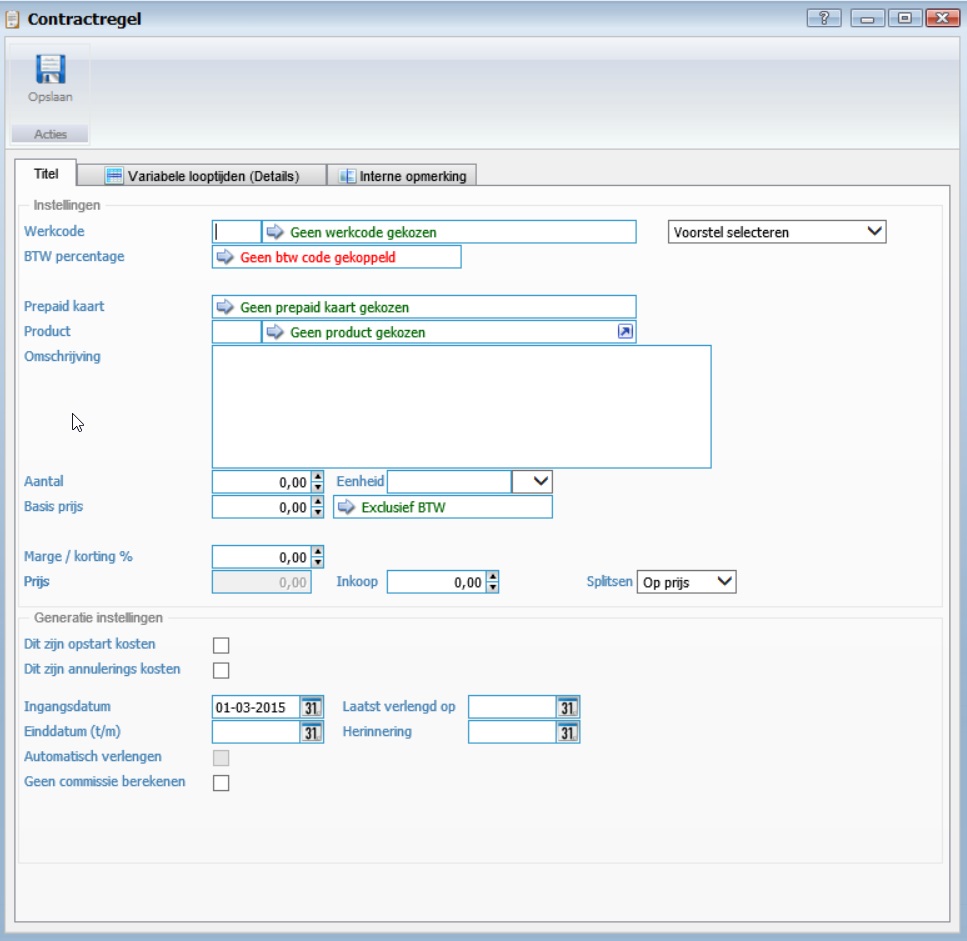 Contractregel
?
Opslaan
Acties
Titel Variabele looptijden (Details) Interne opmerking
Instellingen
Werkcode Geen werkcode gekozen Voorstel selecteren
BTW percentage Geen btw code gekoppeld
Prepaid kaart Geen prepaid kaart gekozen
Product Geen product gekozen
Omschrijving
Aantal 0,00 Eenheid
Basis prijs 0,00 Exclusief BTW
Marge / korting % 0,00
Prijs 0,00 Inkoop 0,00 Splitsen Op prijs
Generatie instellingen
Dit zijn opstart kosten
Dit zijn annulerings kosten
Ingangsdatum 01-03-2015 31 Laatst verlengd op 31
Einddatum (t/m) 31 Herinnering 31
Automatisch verlengen
Geen commissie berekenen